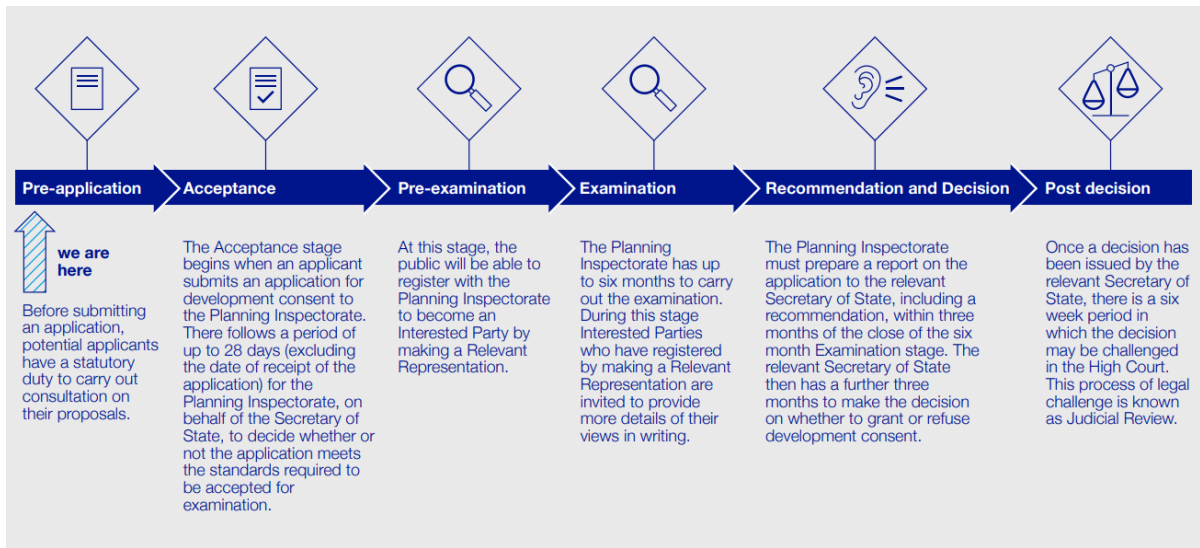 Pre-application
Acceptance
Pre-examination
Examination
Recommendation and Decision
Post decision
we are
here
Before submitting
an application,
potential applicants
have a statutory
duty to carry out
consultation on
their proposals.
The Acceptance stage
begins when an applicant
submits an application for
development consent to
the Planning Inspectorate.
There follows a period of
up to 28 days (excluding
the date of receipt of the
application) for the
Planning Inspectorate, on
behalf of the Secretary of
State, to decide whether or
not the application meets
the standards required to
be accepted for
examination.
At this stage, the
public will be able to
register with the
Planning Inspectorate
to become an
Interested Party by
making a Relevant
Representation.
The Planning
Inspectorate has up
to six months to carry
out the examination.
During this stage
Interested Parties
who have registered
by making a Relevant
Representation are
invited to provide
more details of their
views in writing.
The Planning Inspectorate
must prepare a report on the
application to the relevant
Secretary of State, including a
recommendation, within three
months of the close of the six
month Examination stage. The
relevant Secretary of State
then has a further three
months to make the decision
on whether to grant or refuse
development consent.
Once a decision has
been issued by the
relevant Secretary of
State, there is a six
week period in
which the decision
may be challenged
in the High Court.
This process of legal
challenge is known
as Judicial Review.